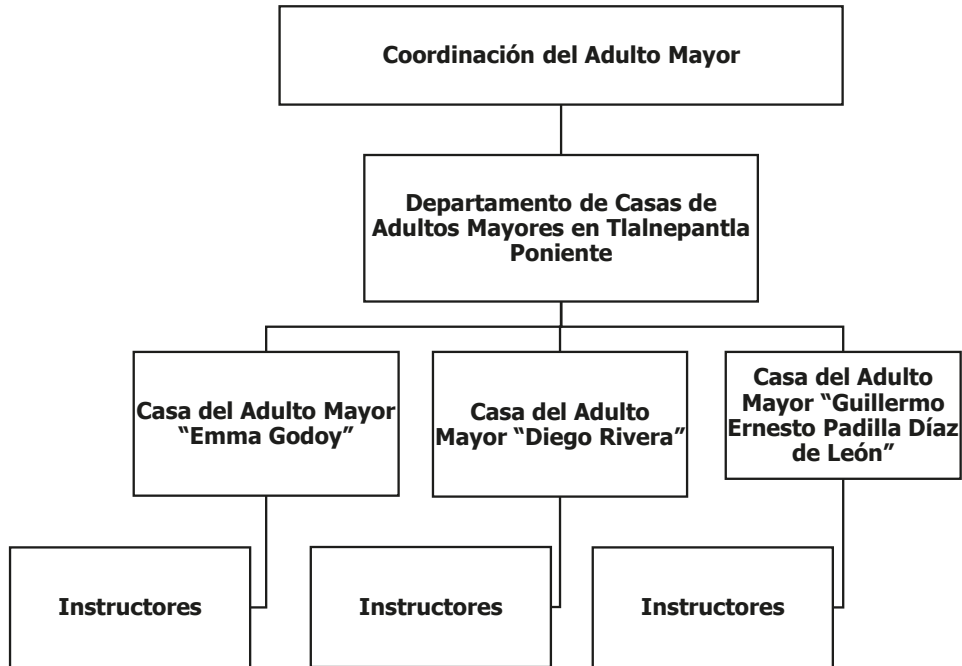 Coordinación del Adulto Mayor
Departamento de Casas de
Adultos Mayores en Tlalnepantla
Poniente
Casa del Adulto Mayor
“Emma Godoy”
Casa del Adulto
Mayor “Diego Rivera”
Casa del Adulto
Mayor “Guillermo
Ernesto Padilla Díaz
de León”
Instructores
Instructores
Instructores